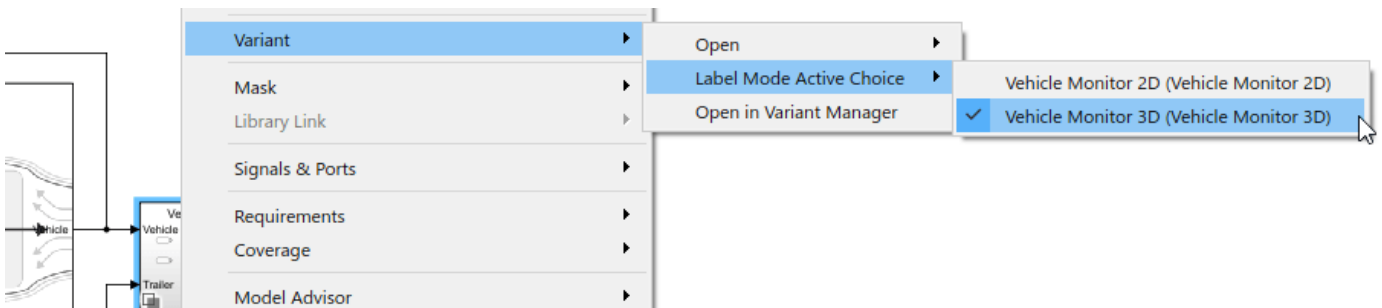 Variant
Open
Mask
Label Mode Active Choice
Vehicle Monitor 2D (Vehicle Monitor 2D)
Library Link
Open in Variant Manager
Vehicle Monitor 3D (Vehicle Monitor 3D)
Signals & Ports
Requirements
Ve
Vehicle
Vehicle
Coverage
Trailer
Model Advisor